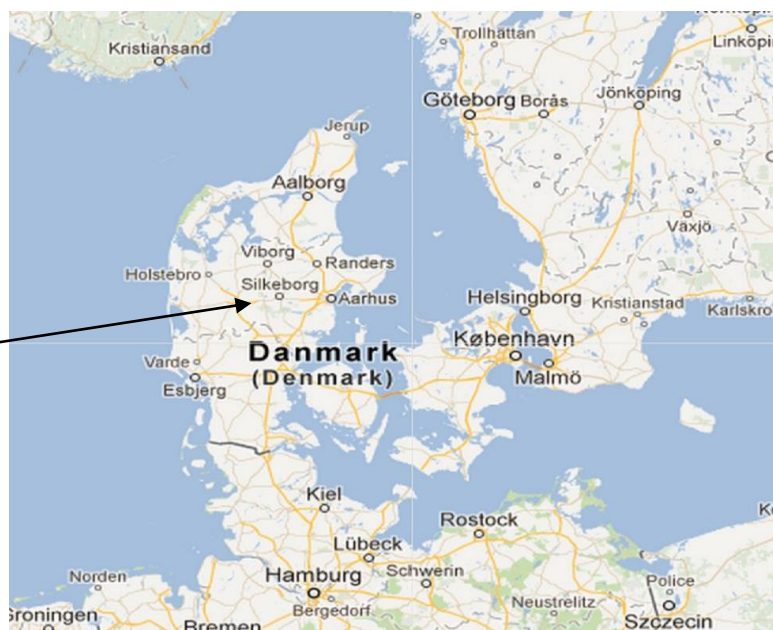 Trollhättan
Linköpi
Kristiansand
Göteborg
Borås
Jönköping
Jerup
Aalborg
Växjö
Viborg
Randers
Holstebro
Silkeborg
Aarhus
Helsingborg
Kristianstad
Karlskro
København
Danmark
(Denmark)
Varde
Malmö
Esbjerg
Kiel
Rostock
Lübeck
Schwerin
Norden
Hamburg
Police
Bergedorf
Neustrelitz
Groningen
Bremen
Szczecin